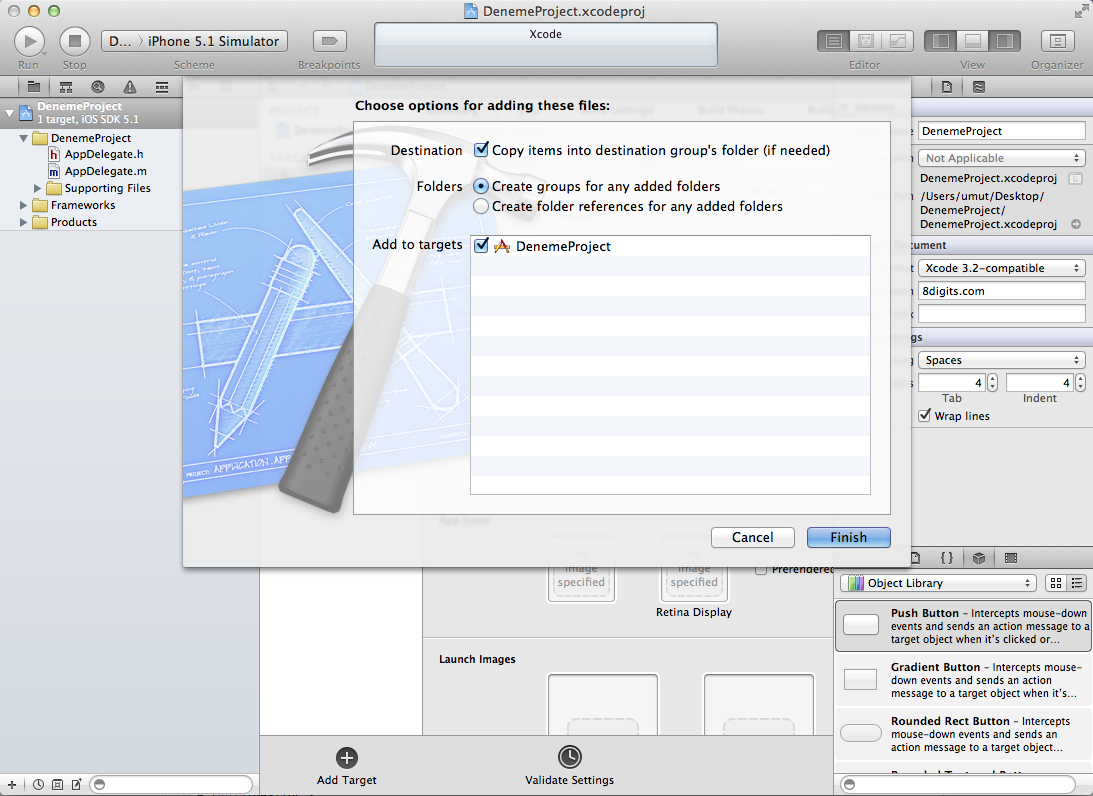 DenemeProject.xcodeproj
Run
Stop
D... iPhone 5.1 Simulator
Scheme
Breakpoints
Xcode
Editor
View
Organizer
DenemeProject
1 target, iOS SDK 5.1
DenemeProject
h AppDelegate.h
m AppDelegate.m
Supporting Files
Frameworks
Products
Choose options for adding these files:
Destination Copy items into destination group's folder (if needed)
Folders Create groups for any added folders
Create folder references for any added folders
Add to targets DenemeProject
PROJECT: APPLICATION.APP
Cancel
Finish
DenemeProject
Not Applicable
DenemeProject.xcodeproj
/Users/umut/Desktop/
DenemeProject/
DenemeProject.xcodeproj
Xcode 3.2-compatible
8digits.com
Spaces
4 4
Tab Indent
Wrap lines
App Icons
image
specified
image
specified
Prerendered
Retina Display
Launch Images
Add Target
Validate Settings
{ }
Object Library
Push Button – Intercepts mouse-down
events and sends an action message to a
target object when it's clicked or...
Gradient Button – Intercepts mouse-
down events and sends an action
message to a target object when it's...
Rounded Rect Button – Intercepts
mouse-down events and sends an
action message to a target object...